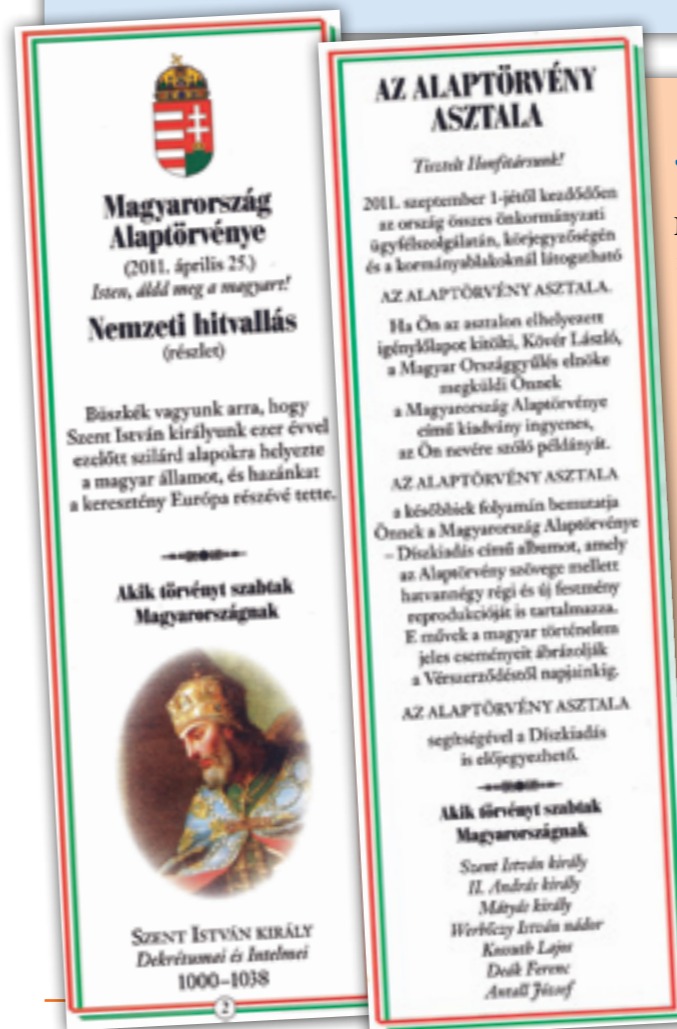 Magyarország
Alaptörvénye
(2011. április 25.)
Isten, áldd meg a magyart!
Nemzeti hitvallás
(részlet)
Büszkék vagyunk arra, hogy
Szent István királyunk ezer évvel
ezelőtt szilárd alapokra helyezte
a magyar államot, és hazánkat
a keresztény Európa részévé tette.
Akik törvényt szabtak
Magyarországnak
SZENT ISTVÁN KIRÁLY
Dekrétumai és Intelmei
1000–1038
2
AZ ALAPTÖRVÉNY
ASZTALA
Tisztelt Honfitársunk!
2011. szeptember 1-jétől kezdődően
az ország összes önkormányzati
ügyfélszolgálatán, körjegyzőségén
és a kormányablakoknál látogatható
AZ ALAPTÖRVÉNY ASZTALA.
Ha Ön az asztalon elhelyezett
igénylőlapot kitölti, Kövér László,
a Magyar Országgyűlés elnöke
megküldi Önnek
a Magyarország Alaptörvénye
című kiadvány ingyenes,
az Ön nevére szóló példányát.
AZ ALAPTÖRVÉNY ASZTALA
a későbbiek folyamán bemutatja
Önnek a Magyarország Alaptörvénye
– Díszkiadás című albumot, amely
az Alaptörvény szövege mellett
hatvannégy régi és új festmény
reprodukcióját is tartalmazza.
E művek a magyar történelem
jeles eseményeit ábrázolják
a Vérszerződéstől napjainkig.
AZ ALAPTÖRVÉNY ASZTALA
segítségével a Díszkiadás
is előjegyezhető.
Akik törvényt szabtak
Magyarországnak
Szent István király
II. András király
Mátyás király
Werbőczy István nádor
Kossuth Lajos
Deák Ferenc
Antall József